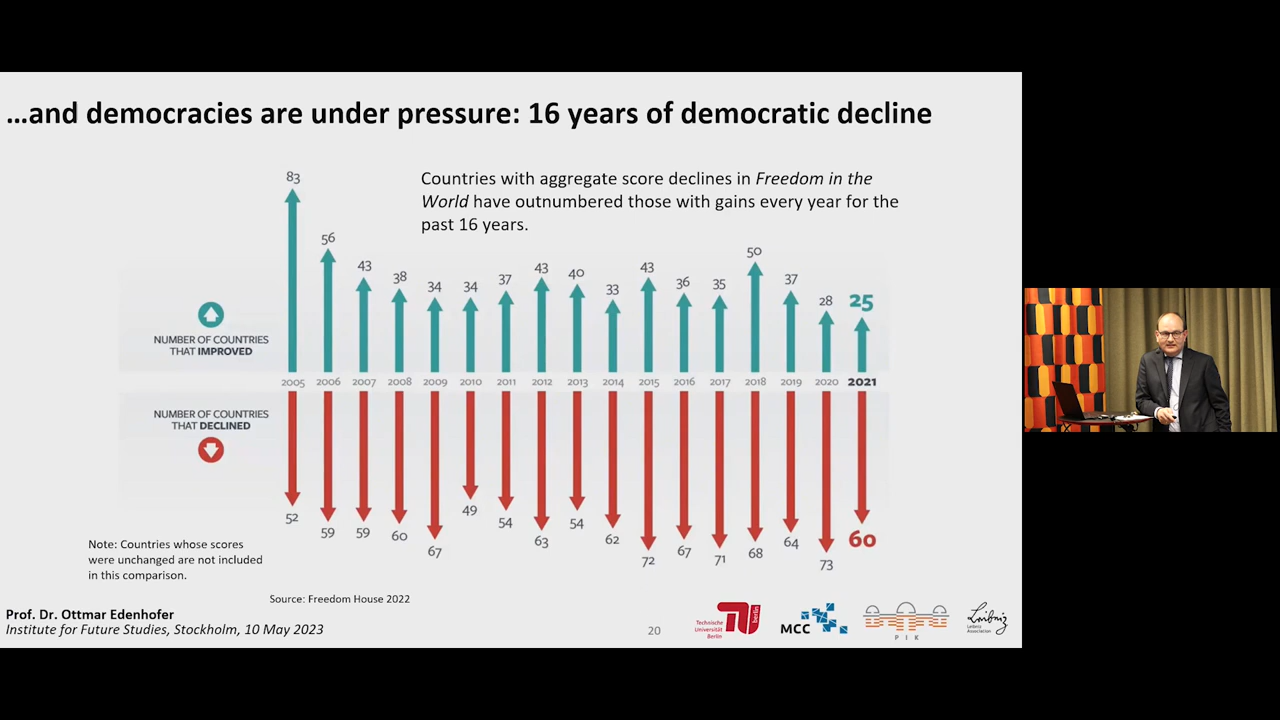 …and democracies are under pressure: 16 years of democratic decline
Countries with aggregate score declines in Freedom in the
World have outnumbered those with gains every year for the
past 16 years.
83
56
43
38
34
34
37
43
40
33
43
36
35
50
37
28
25
NUMBER OF COUNTRIES
THAT IMPROVED
2005 2006 2007 2008 2009 2010 2011 2012 2013 2014 2015 2016 2017 2018 2019 2020 2021
NUMBER OF COUNTRIES
THAT DECLINED
52
59
59
60
67
49
54
63
54
62
72
67
71
68
64
73
60
Note: Countries whose scores
were unchanged are not included
in this comparison.
Source: Freedom House 2022
Prof. Dr. Ottmar Edenhofer
Institute for Future Studies, Stockholm, 10 May 2023
20
Technische
Universität
Berlin
berlin
MCC
PIK
Leibniz
Leibniz
Association